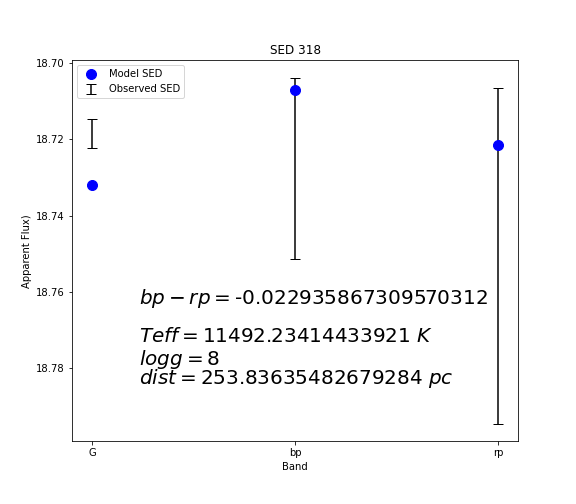 SED 318
Model SED
Observed SED
18.70
18.72
18.74
18.76
18.78
Apparent Flux)
bp − rp = -0.022935867309570312
Teff = 11492.23414433921 K
logg = 8
dist = 253.83635482679284 pc
G bp rp
Band